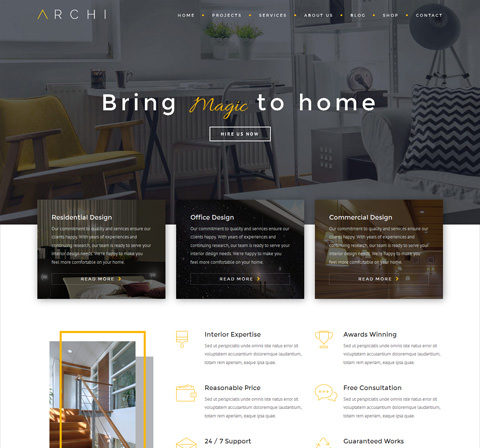 ARCHI
HOME PROJECTS SERVICES ABOUT US BLOG SHOP CONTACT
Bring Magic to home
HIRE US NOW
Residential Design
Our commitment to quality and services ensure our
clients happy. With years of experiences and
continuing research, our team is ready to serve your
interior design needs. We're happy to make you
feel more comfortable on your home.
READ MORE
Office Design
Our commitment to quality and services ensure our
clients happy. With years of experiences and
continuing research, our team is ready to serve your
interior design needs. We're happy to make you
feel more comfortable on your home.
READ MORE
Commercial Design
Our commitment to quality and services ensure our
clients happy. With years of experiences and
continuing research, our team is ready to serve your
interior design needs. We're happy to make you
feel more comfortable on your home.
READ MORE
Interior Expertise
Sed ut perspiciatis unde omnis iste natus error sit
voluptatem accusantium doloremque laudantium,
totam rem aperiam, eaque ipsa quae.
Awards Winning
Sed ut perspiciatis unde omnis iste natus error sit
voluptatem accusantium doloremque laudantium,
totam rem aperiam, eaque ipsa quae.
Reasonable Price
Sed ut perspiciatis unde omnis iste natus error sit
voluptatem accusantium doloremque laudantium,
totam rem aperiam, eaque ipsa quae.
Free Consultation
Sed ut perspiciatis unde omnis iste natus error sit
voluptatem accusantium doloremque laudantium,
totam rem aperiam, eaque ipsa quae.
24 / 7 Support
Guaranteed Works